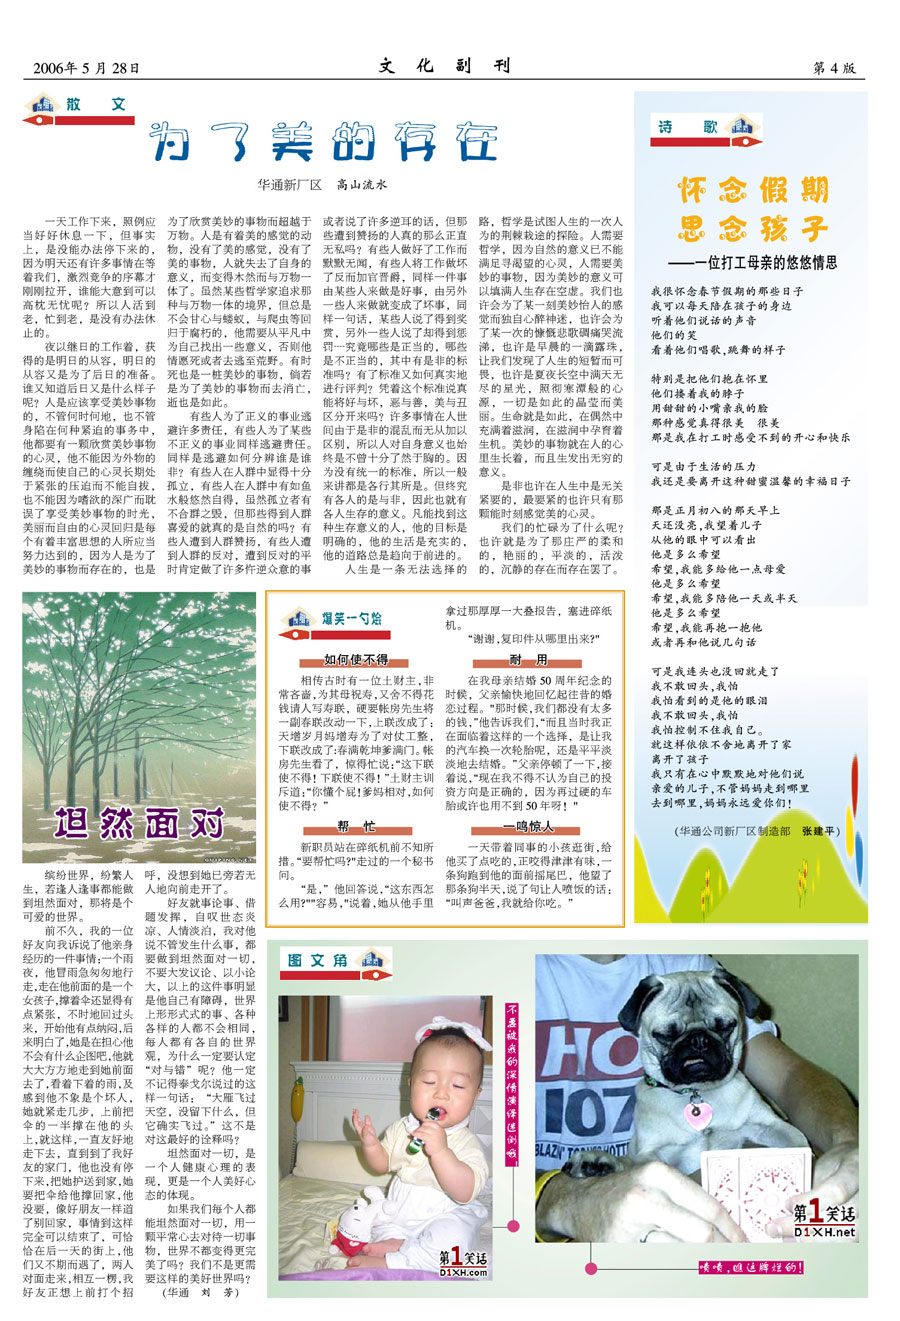 2006年 5 月 28日
文 化 副 刊
第 4 版
散 文
为了美的存在
华通新厂区 高山流水
一天工作下来，照例应
当好好休息一下，但事实
上，是没能办法停下来的，
因为明天还有许多事情在等
着我们，激烈竞争的序幕才
刚刚拉开，谁能大意到可以
高枕无忧呢？所以人活到
老，忙到老，是没有办法休
止的。
夜以继日的工作着，获
得的是明日的从容，明日的
从容又是为了后日的准备。
谁又知道后日又是什么样子
呢？人是应该享受美妙事物
的，不管何时何地，也不管
身陷在何种紧迫的事务中，
他都要有一颗欣赏美妙事物
的心灵，他不能因为外物的
缠绕而使自己的心灵长期处
于紧张的压迫而不能自拔，
也不能因为嗜欲的深广而耽
误了享受美妙事物的时光，
美丽而自由的心灵回归是每
个有着丰富思想的人所应当
努力达到的，因为人是为了
美妙的事物而存在的，也是
为了欣赏美妙的事物而超越于
万物。人是有着美的感觉的动
物，没有了美的感觉，没有了
美的事物，人就失去了自身的
意义，而变得木然而与万物一
体了。虽然某些哲学家追求那
种与万物一体的境界，但总是
不会甘心与蝼蚁，与爬虫等回
归于腐朽的，他需要从平凡中
为自己找出一些意义，否则他
情愿死或者去逃至荒野。有时
死也是一桩美妙的事物，倘若
是为了美妙的事物而去消亡，
逝也是如此。
有些人为了正义的事业逃
避许多责任，有些人为了某些
不正义的事业同样逃避责任。
同样是逃避如何分辨谁是谁
非？有些人在人群中显得十分
孤立，有些人在人群中有如鱼
水般悠然自得，虽然孤立者有
不合群之毁，但那些得到人群
喜爱的就真的是自然的吗？有
些人遭到人群赞扬，有些人遭
到人群的反对，遭到反对的平
时肯定做了许多忤逆众意的事
或者说了许多逆耳的话，但那
些遭到赞扬的人真的那么正直
无私吗？有些人做好了工作而
默默无闻，有些人将工作做坏
了反而加官晋爵，同样一件事
由某些人来做是好事，由另外
一些人来做就变成了坏事，同
样一句话，某些人说了得到奖
赏，另外一些人说了却得到惩
罚…究竟哪些是正当的，哪些
是不正当的，其中有是非的标
准吗？有了标准又如何真实地
进行评判？凭着这个标准说真
能将好与坏，恶与善，美与丑
区分开来吗？许多事情在人世
间由于是非的混乱而无从加以
区别，所以人对自身意义也始
终是不曾十分了然于胸的。因
为没有统一的标准，所以一般
来讲都是各行其所是。但终究
有各人的是与非，因此也就有
各人生存的意义。凡能找到这
种生存意义的人，他的目标是
明确的，他的生活是充实的，
他的道路总是趋向于前进的。
人生是一条无法选择的
路，哲学是试图人生的一次人
为的荆棘栽途的探险。人需要
哲学，因为自然的意义已不能
满足寻渴望的心灵，人需要美
妙的事物，因为美妙的意义可
以填满人生存在空虚。我们也
许会为了某一刻美妙怡人的感
觉而独自心醉神迷，也许会为
了某一次的慷慨悲歌碉痛哭流
涕，也许是早晨的一滴露珠，
让我们发现了人生的短暂而可
畏，也许是夏夜长空中满天无
尽的星光，照彻寒潭般的心
源，一切是如此的晶莹而美
丽。生命就是如此，在偶然中
充满着滋润，在滋润中孕育着
生机。美妙的事物就在人的心
里生长着，而且生发出无穷的
意义。
是非也许在人生中是无关
紧要的，最要紧的也许只有那
颗能时刻感觉美的心灵。
我们的忙碌为了什么呢？
也许就是为了那庄严的柔和
的，艳丽的，平淡的，活泼
的，沉静的存在而存在罢了。
诗 歌
怀念假期
思念孩子
——一位打工母亲的悠悠情思
我很怀念春节假期的那些日子
我可以每天陪在孩子的身边
听着他们说话的声音
他们的笑
看着他们唱歌,跳舞的样子
特别是把他们抱在怀里
他们搂着我的脖子
用甜甜的小嘴亲我的脸
那种感觉真得很美 很美
那是我在打工时感受不到的开心和快乐
可是由于生活的压力
我还是要离开这种甜蜜温馨的幸福日子
那是正月初八的那天早上
天还没亮,我望着儿子
从他的眼中可以看出
他是多么希望
希望,我能多给他一点母爱
他是多么希望
希望,我能多陪他一天或半天
他是多么希望
希望,我能再抱一抱他
或者再和他说几句话
可是我连头也没回就走了
我不敢回头,我怕
我怕看到的是他的眼泪
我不敢回头,我怕
我怕控制不住我自己。
就这样依依不舍地离开了家
离开了孩子
我只有在心中默默地对他们说
亲爱的儿子,不管妈妈走到哪里
去到哪里,妈妈永远爱你们!
(华通公司新厂区制造部 张建平)
坦然面对
缤纷世界，纷繁人
生，若逢人逢事都能做
到坦然面对，那将是个
可爱的世界。
前不久，我的一位
好友向我诉说了他亲身
经历的一件事情:一个雨
夜，他冒雨急匆匆地行
走,走在他前面的是一个
女孩子,撑着伞还显得有
点紧张，不时地回过头
来，开始他有点纳闷,后
来明白了,她是在担心他
不会有什么企图吧,他就
大大方方地走到她前面
去了,看着下着的雨,及
感到他不象是个坏人，
她就紧走几步，上前把
伞的一半撑在他的头
上,就这样,一直友好地
走下去，直到到了我好
友的家门，他也没有停
下来,把她护送到家,她
要把伞给他撑回家,他
没要，像好朋友一样道
了别回家，事情到这样
完全可以结束了，可恰
恰在后一天的街上,他
们又不期而遇了，两人
对面走来,相互一楞,我
好友正想上前打个招
呼，没想到她已旁若无
人地向前走开了。
好友就事论事、借
题发挥，自叹世态炎
凉、人情淡泊，我对他
说不管发生什么事，都
要做到坦然面对一切，
不要大发议论、以小论
大，以上的这件事明显
是他自己有障碍，世界
上形形式式的事、各种
各样的人都不会相同，
每人都有各自的世界
观，为什么一定要认定
“对与错”呢？他一定
不记得泰戈尔说过的这
样一句话：“大雁飞过
天空，没留下什么，但
它确实飞过。”这不是
对这最好的诠释吗？
坦然面对一切，是
一个人健康心理的表
现，更是一个人美好心
态的体现。
如果我们每个人都
能坦然面对一切，用一
颗平常心去对待一切事
物，世界不都变得更完
美了吗？我们不是更需
要这样的美好世界吗？
(华通 刘 芳)
爆笑一勺烩
如何使不得
相传古时有一位土财主,非
常吝啬,为其母祝寿,又舍不得花
钱请人写寿联，硬要帐房先生将
一副春联改动一下,上联改成了:
天增岁月妈增寿为了对仗工整，
下联改成了:春满乾坤爹满门。帐
房先生看了，惊得忙说:“这下联
使不得！下联使不得！”土财主训
斥道:“你懂个屁!爹妈相对,如何
使不得？”
帮 忙
新职员站在碎纸机前不知所
措。“要帮忙吗?"走过的一个秘书
问。
“是，”他回答说,“这东西怎
么用?""容易,"说着,她从他手里
拿过那厚厚一大叠报告，塞进碎纸
机。
“谢谢,复印件从哪里出来?"
耐 用
在我母亲结婚 50 周年纪念的
时候，父亲愉快地回忆起往昔的婚
恋过程。"那时候,我们都没有太多
的钱,”他告诉我们,“而且当时我正
在面临着这样的一个选择，是让我
的汽车换一次轮胎呢，还是平平淡
淡地去结婚。”父亲停顿了一下,接
着说,“现在我不得不认为自己的投
资方向是正确的，因为再过硬的车
胎或许也用不到 50 年呀！"
一鸣惊人
一天带着同事的小孩逛街,给
他买了点吃的,正咬得津津有味,一
条狗跑到他的面前摇尾巴，他望了
那条狗半天,说了句让人喷饭的话:
“叫声爸爸,我就给你吃。”
图 文 角
不要被我的深情演绎迷倒哦！
第1笑话
D1XH.com
HO
107
第1笑话
D1XH.net
啧啧,瞧这牌烂的!